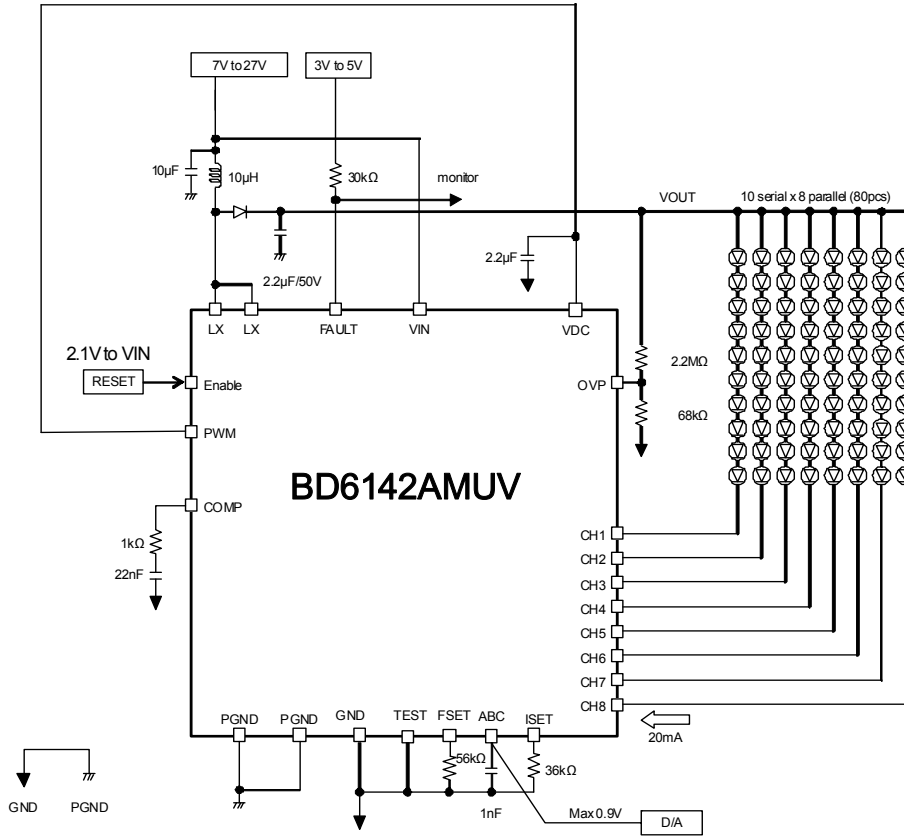 7V to 27V
3V to 5V
10µF
10µH
30kΩ
monitor
VOUT
10 serial x 8 parallel (80pcs)
2.2µF/50V
2.2µF
LX
LX
FAULT
VIN
VDC
2.1V to VIN
RESET
Enable
OVP
2.2MΩ
68kΩ
PWM
BD6142AMUV
COMP
1kΩ
22nF
CH1
CH2
CH3
CH4
CH5
CH6
CH7
CH8
20mA
PGND
PGND
GND
TEST
FSET
ABC
ISET
56kΩ
36kΩ
1nF
Max 0.9V
D/A
GND
PGND